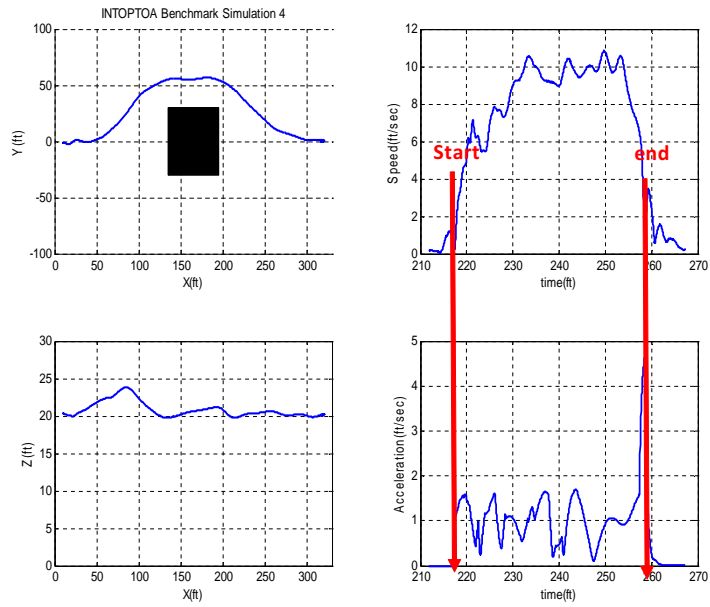 INTOPTOA Benchmark Simulation 4
100
50
0
-50
-100
Y (ft)
0 50 100 150 200 250 300
X(ft)
12
10
8
6
4
2
0
Speed(ft/sec)
Start
end
210 220 230 240 250 260 270
time(ft)
30
25
20
15
10
5
0
Z (ft)
0 50 100 150 200 250 300
X(ft)
5
4
3
2
1
0
Acceleration(ft/sec)
210 220 230 240 250 260 270
time(ft)